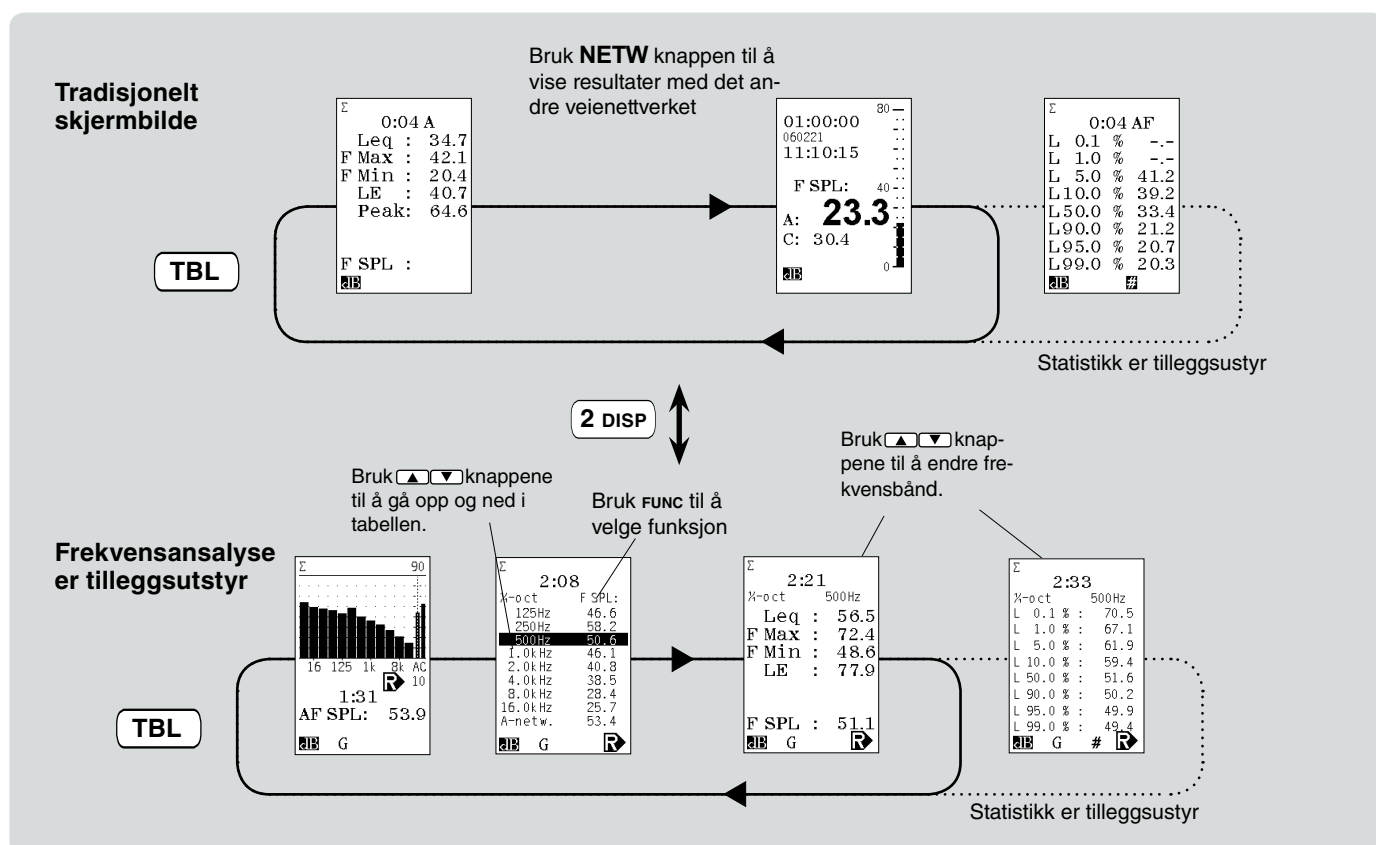 Bruk NETW knappen til å
vise resultater med det an-
dre veienettverket
Tradisjonelt
skjermbilde
Σ
0:04 A
Leq : 34.7
F Max : 42.1
F Min : 20.4
LE : 40.7
Peak: 64.6
F SPL :
dB
80
01:00:00
060221
11:10:15
F SPL: 40
A: 23.3
C: 30.4
dB 0
Σ
0:04 AF
L 0.1 % -.-
L 1.0 % -.-
L 5.0 % 41.2
L10.0 % 39.2
L50.0 % 33.4
L90.0 % 21.2
L95.0 % 20.7
L99.0 % 20.3
dB #
TBL
Statistikk er tilleggsustyr
2 DISP
Bruk ▲ ▼ knappene
til å gå opp og ned i
tabellen.
Bruk FUNC til å
velge funksjon
Bruk ▲ ▼ knap-
pene til å endre fre-
kvensbånd.
Frekvensanalyse
er tilleggsutstyr
Σ 90
16 125 1k 8k AC
R 10
1:31
AF SPL: 53.9
dB G
Σ
2:08
⅟₁-oct F SPL:
125Hz 46.6
250Hz 58.2
500Hz 50.6
1.0kHz 46.1
2.0kHz 40.8
4.0kHz 38.5
8.0kHz 28.4
16.0kHz 25.7
A-netw. 53.4
dB G R
Σ
2:21
⅟₁-oct 500Hz
Leq : 56.5
F Max : 72.4
F Min : 48.6
LE : 77.9
F SPL : 51.1
dB G R
Σ
2:33
⅟₁-oct 500Hz
L 0.1 % : 70.5
L 1.0 % : 67.1
L 5.0 % : 61.9
L 10.0 % : 59.4
L 50.0 % : 51.6
L 90.0 % : 50.2
L 95.0 % : 49.9
L 99.0 % : 49.4
dB G # R
TBL
Statistikk er tilleggsustyr